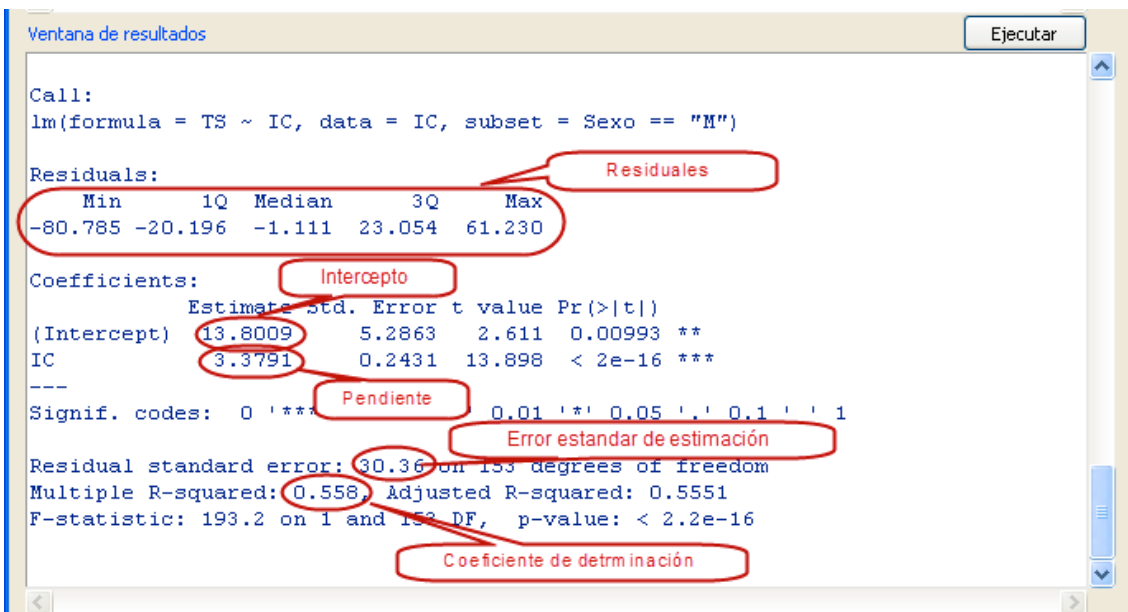 Ventana de resultados
Ejecutar
Call:
lm(formula = TS ~ IC, data = IC, subset = Sexo == "M")
Residuales
Residuals:
Min 1Q Median 3Q Max
-80.785 -20.196 -1.111 23.054 61.230
Intercepto
Coefficients:
Estimate Std. Error t value Pr(>|t|)
(Intercept) 13.8009 5.2863 2.611 0.00993 **
IC 3.3791 0.2431 13.898 < 2e-16 ***
---
Pendiente
Signif. codes: 0 '*** ' 0.01 '*' 0.05 '.' 0.1 ' ' 1
Error estandar de estimación
Residual standard error: 30.36 on 153 degrees of freedom
Multiple R-squared: 0.558, Adjusted R-squared: 0.5551
F-statistic: 193.2 on 1 and 153 DF, p-value: < 2.2e-16
Coeficiente de detrminación